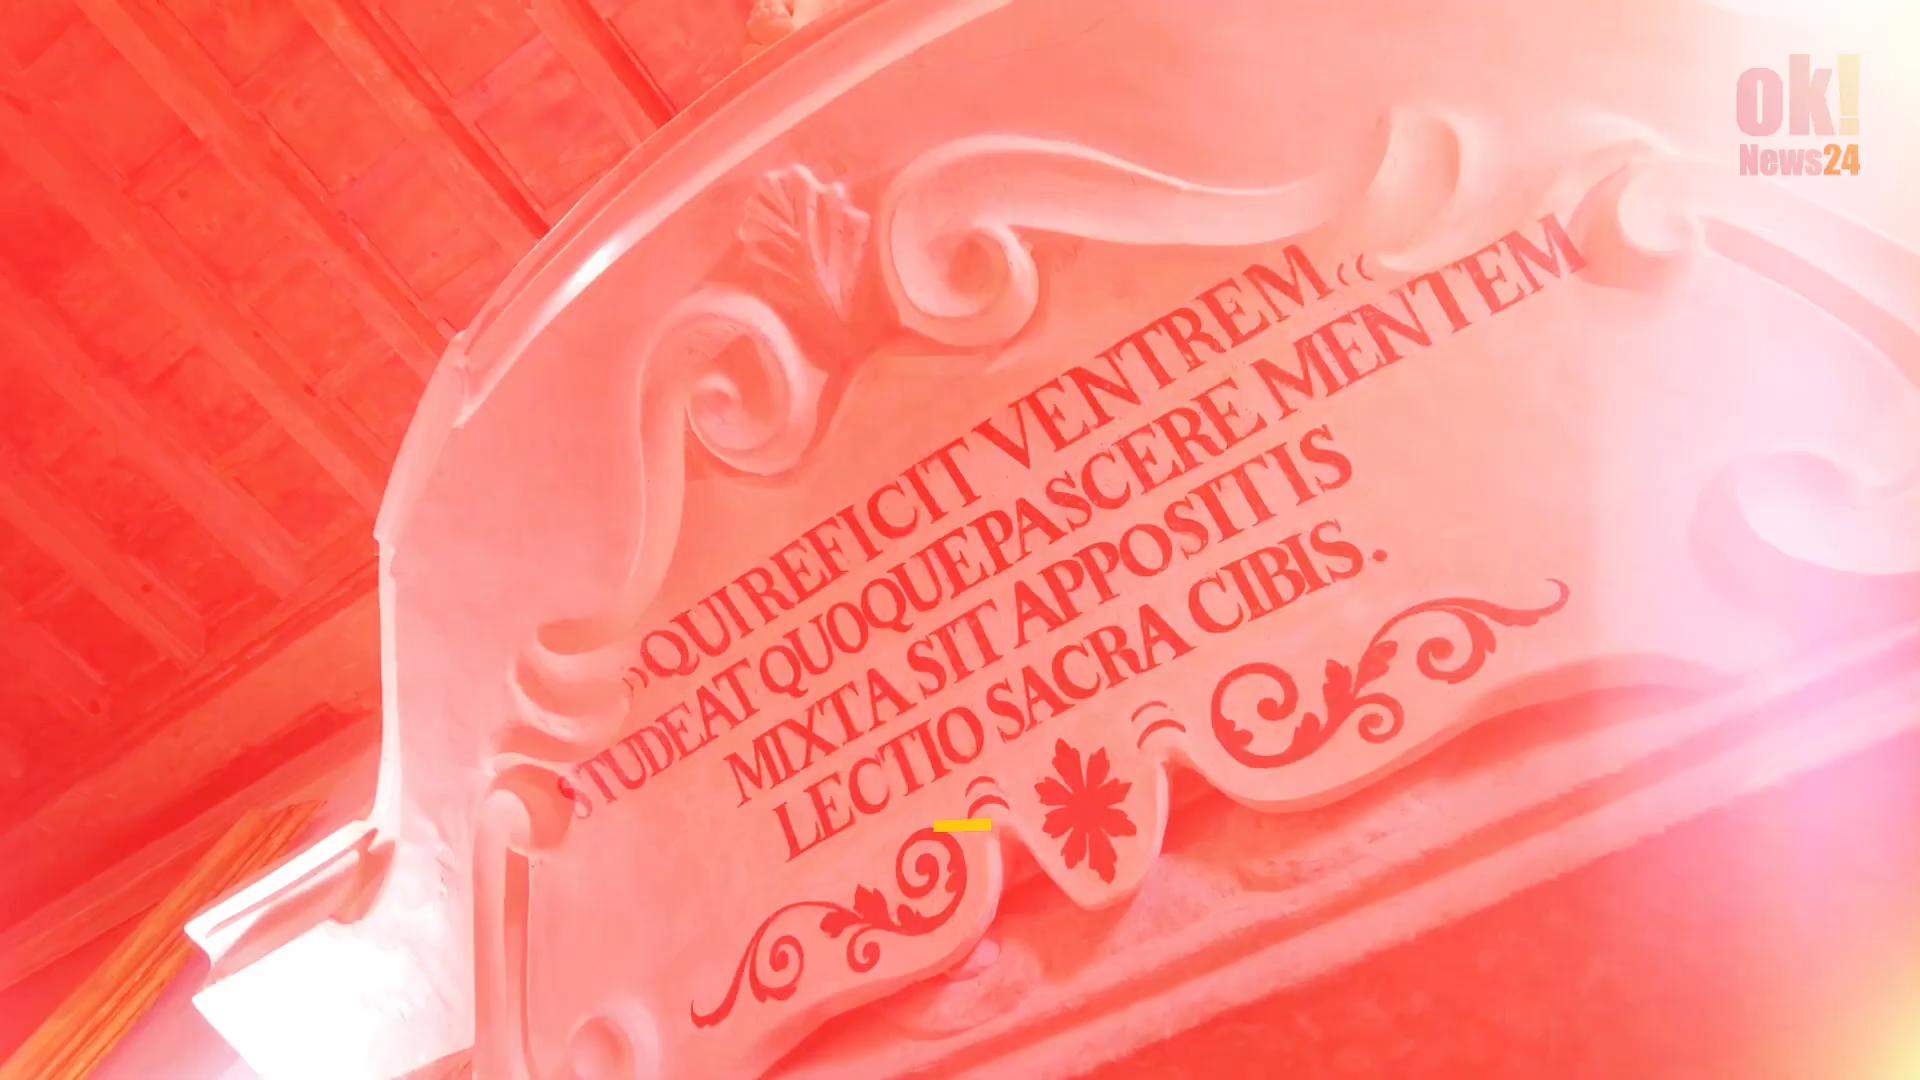 ok!
News24
»QUI REFICIT VENTREM,«
STUDEAT QUOQUE PASCERE MENTEM
MIXTA SIT APPOSITIS
LECTIO SACRA CIBIS.